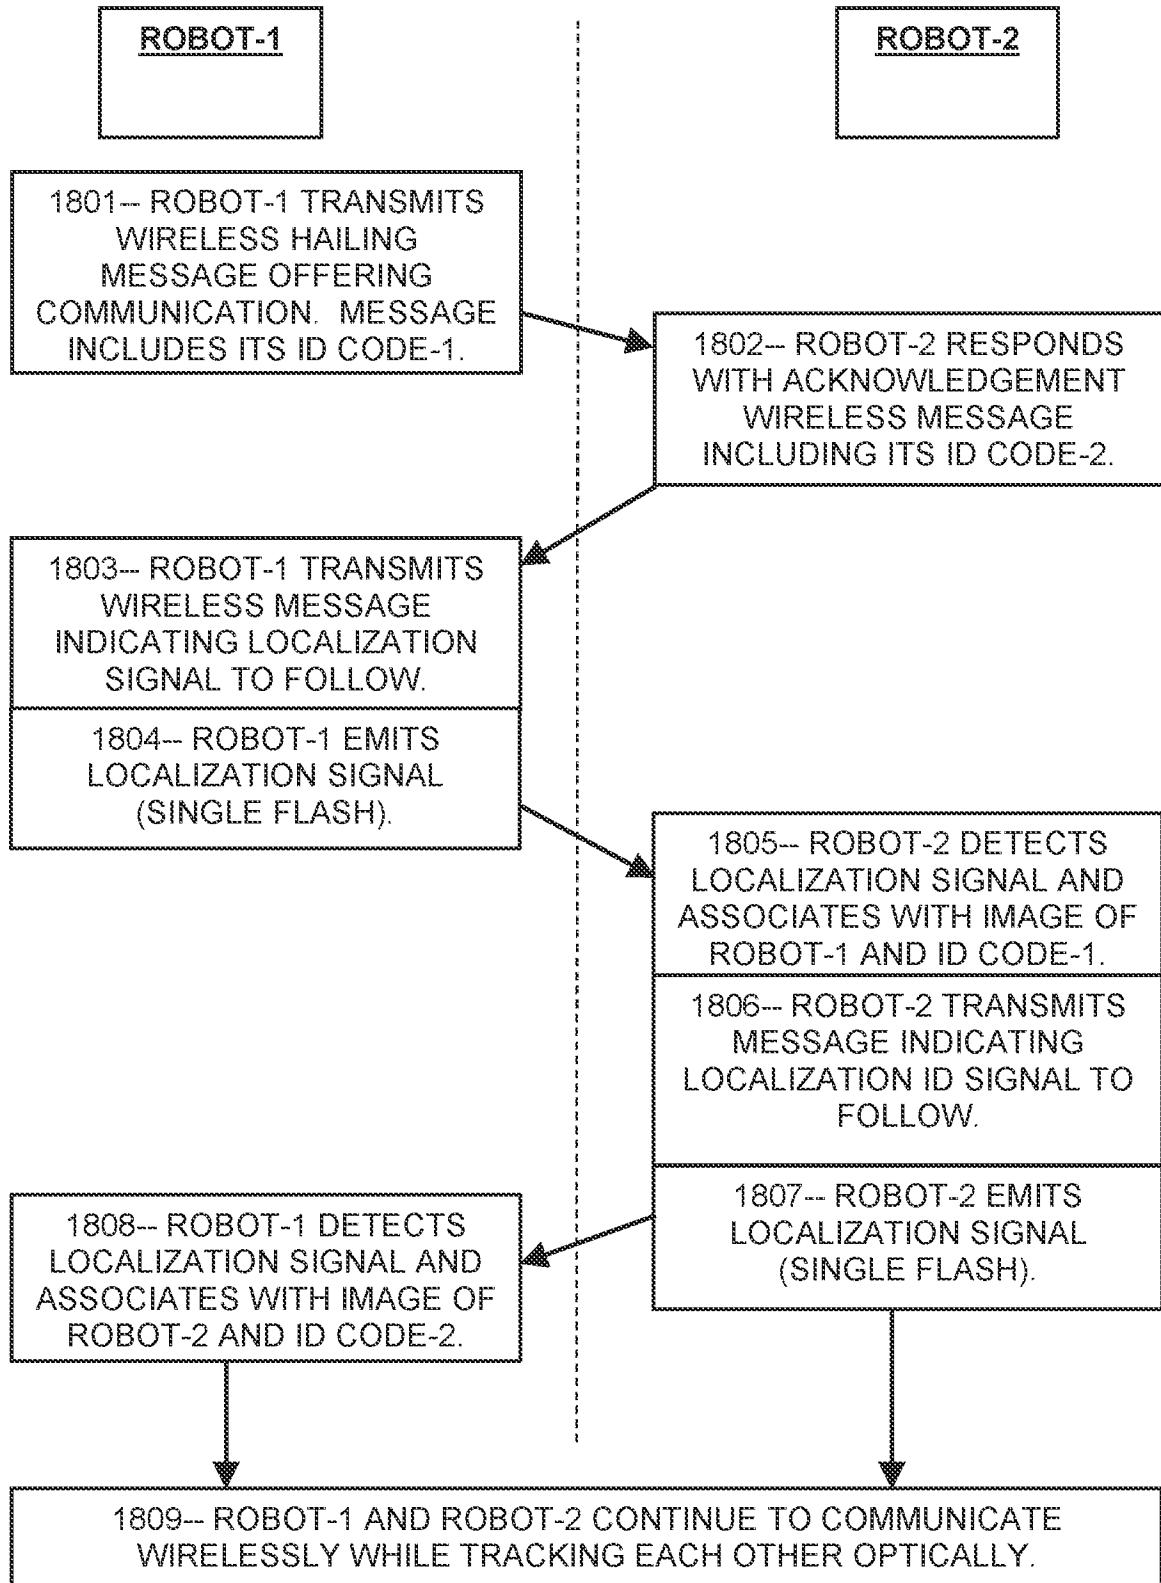 ROBOT-1
ROBOT-2
1801-- ROBOT-1 TRANSMITS
WIRELESS HAILING
MESSAGE OFFERING
COMMUNICATION.  MESSAGE
INCLUDES ITS ID CODE-1.
1802-- ROBOT-2 RESPONDS
WITH ACKNOWLEDGEMENT
WIRELESS MESSAGE
INCLUDING ITS ID CODE-2.
1803-- ROBOT-1 TRANSMITS
WIRELESS MESSAGE
INDICATING LOCALIZATION
SIGNAL TO FOLLOW.
1804-- ROBOT-1 EMITS
LOCALIZATION SIGNAL
(SINGLE FLASH).
1805-- ROBOT-2 DETECTS
LOCALIZATION SIGNAL AND
ASSOCIATES WITH IMAGE OF
ROBOT-1 AND ID CODE-1.
1806-- ROBOT-2 TRANSMITS
MESSAGE INDICATING
LOCALIZATION ID SIGNAL TO
FOLLOW.
1807-- ROBOT-2 EMITS
LOCALIZATION SIGNAL
(SINGLE FLASH).
1808-- ROBOT-1 DETECTS
LOCALIZATION SIGNAL AND
ASSOCIATES WITH IMAGE OF
ROBOT-2 AND ID CODE-2.
1809-- ROBOT-1 AND ROBOT-2 CONTINUE TO COMMUNICATE
WIRELESSLY WHILE TRACKING EACH OTHER OPTICALLY.